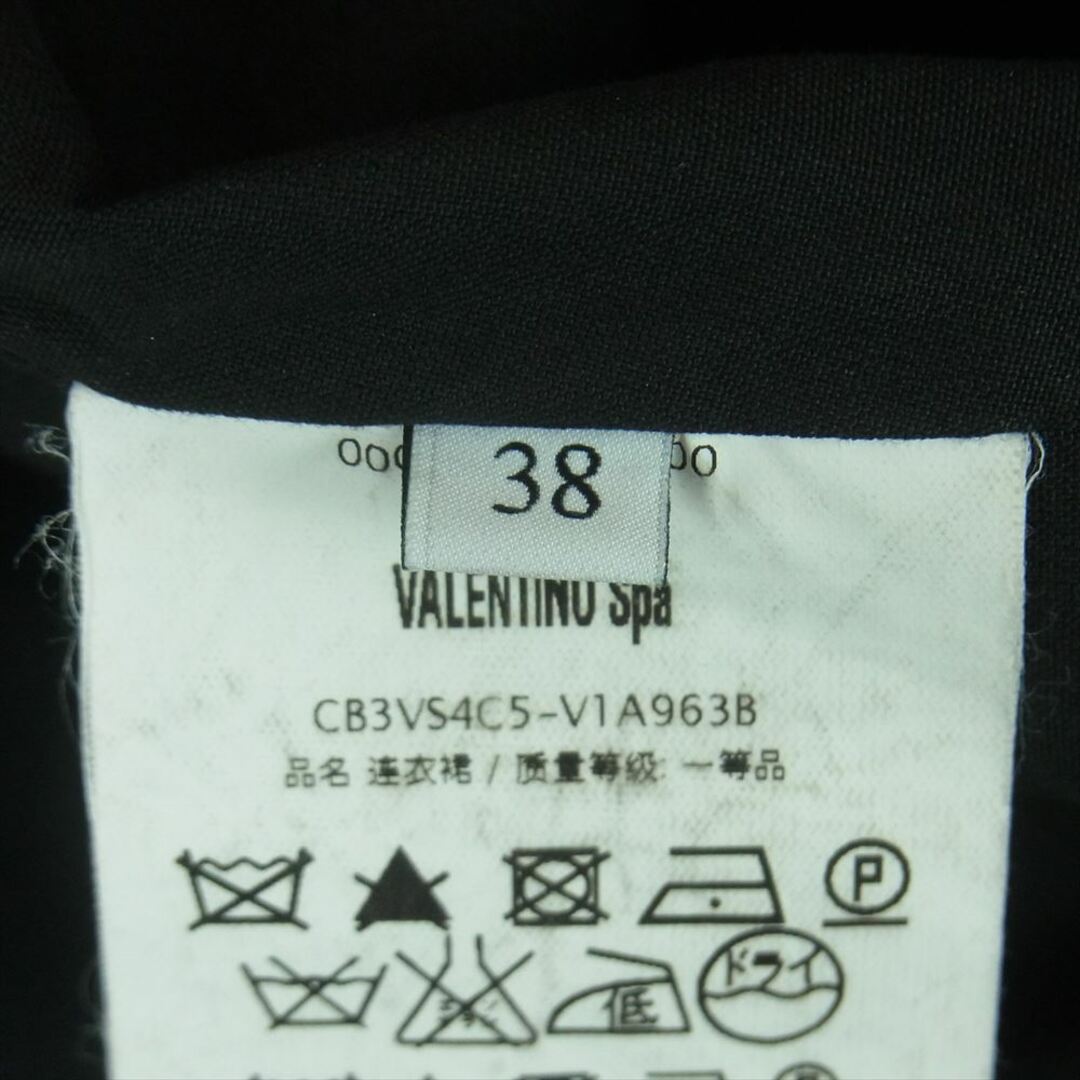 38
VALENTINO Spa
CB3VS4C5-V1A963B
品名 連衣裙 / 质量等级: 一等品
P
低 ドライ